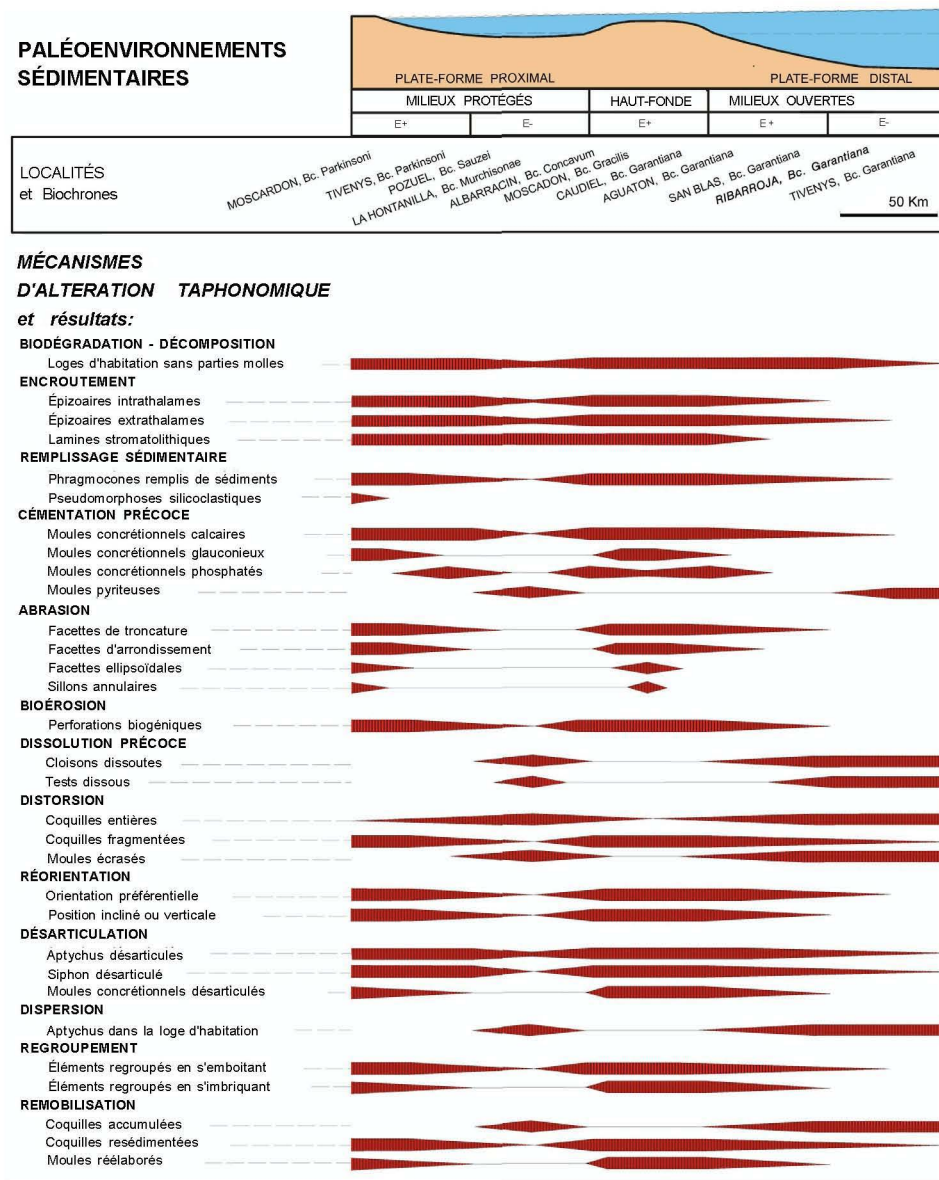 PALÉOENVIRONNEMENTS
SÉDIMENTAIRES
PLATE-FORME PROXIMAL
PLATE-FORME DISTAL
MILIEUX PROTÉGÉS
HAUT-FONDE
MILIEUX OUVERTES
E+
E-
E+
E+
E-
LOCALITÉS
et Biochrones
MOSCARDON, Bc. Parkinsoni
TIVENYS, Bc. Parkinsoni
POZUEL, Bc. Sauzei
LA HONTANILLA, Bc. Murchisonae
ALBARRACIN, Bc. Concavum
MOSCADON, Bc. Gracilis
CAUDIEL, Bc. Garantiana
AGUATON, Bc. Garantiana
SAN BLAS, Bc. Garantiana
RIBARROJA, Bc. Garantiana
TIVENYS, Bc. Garantiana
50 Km
MÉCANISMES
D'ALTERATION TAPHONOMIQUE
et résultats:
BIODÉGRADATION - DÉCOMPOSITION
Loges d'habitation sans parties molles
ENCROUTEMENT
Épizoaires intrathalames
Épizoaires extrathalames
Lamines stromatolithiques
REMPLISSAGE SÉDIMENTAIRE
Phragmocones remplis de sédiments
Pseudomorphoses silicoclastiques
CÉMENTATION PRÉCOCE
Moules concrétionnels calcaires
Moules concrétionnels glauconieux
Moules concrétionnels phosphatés
Moules pyriteuses
ABRASION
Facettes de troncature
Facettes d'arrondissement
Facettes ellipsoïdales
Sillons annulaires
BIOÉROSION
Perforations biogéniques
DISSOLUTION PRÉCOCE
Cloisons dissoutes
Tests dissous
DISTORSION
Coquilles entières
Coquilles fragmentées
Moules écrasés
RÉORIENTATION
Orientation préférentielle
Position incliné ou verticale
DÉSARTICULATION
Aptychus désarticules
Siphon désarticulé
Moules concrétionnels désarticulés
DISPERSION
Aptychus dans la loge d'habitation
REGROUPEMENT
Éléments regroupés en s'emboitant
Éléments regroupés en s'imbriquant
REMOBILISATION
Coquilles accumulées
Coquilles resédimentées
Moules réélaborés